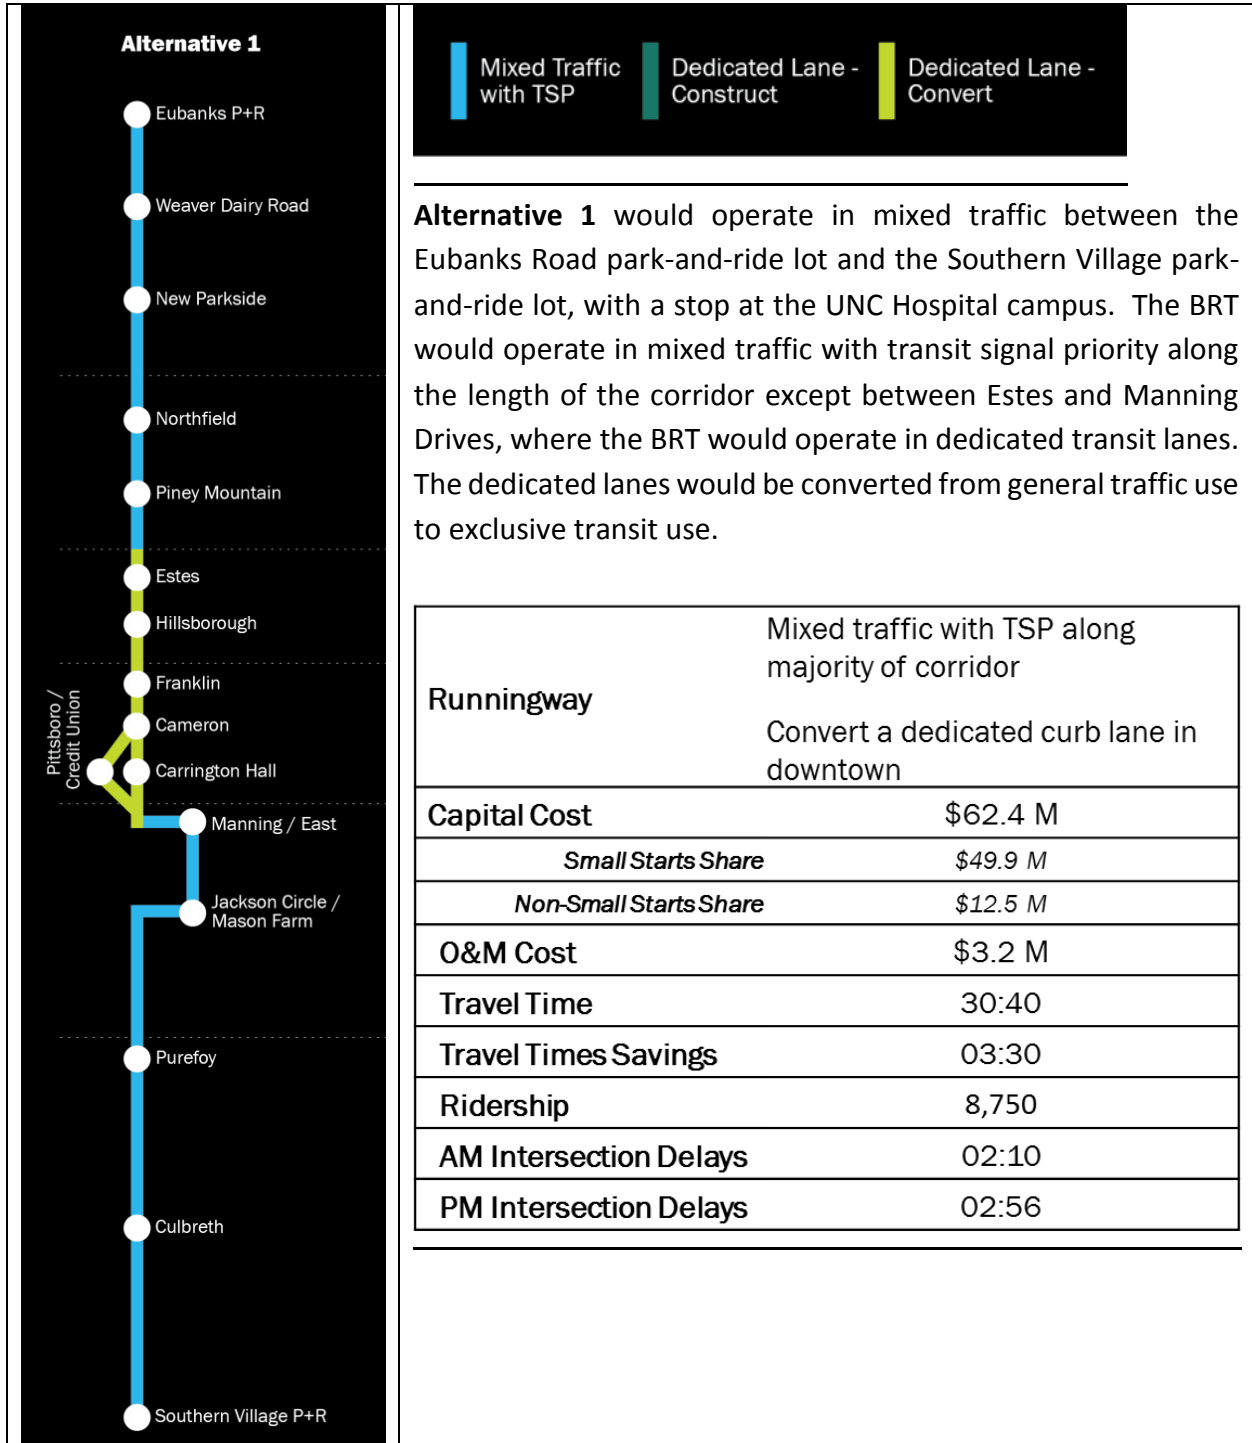 Alternative 1
Eubanks P+R
Weaver Dairy Road
New Parkside
Northfield
Piney Mountain
Estes
Hillsborough
Franklin
Cameron
Pittsboro /
Credit Union
Carrington Hall
Manning / East
Jackson Circle /
Mason Farm
Purefoy
Culbreth
Southern Village P+R
Mixed Traffic
with TSP
Dedicated Lane -
Construct
Dedicated Lane -
Convert
Alternative 1 would operate in mixed traffic between the
Eubanks Road park-and-ride lot and the Southern Village park-
and-ride lot, with a stop at the UNC Hospital campus. The BRT
would operate in mixed traffic with transit signal priority along
the length of the corridor except between Estes and Manning
Drives, where the BRT would operate in dedicated transit lanes.
The dedicated lanes would be converted from general traffic use
to exclusive transit use.
Runningway
Mixed traffic with TSP along
majority of corridor
Convert a dedicated curb lane in
downtown
Capital Cost $62.4 M
Small Starts Share $49.9 M
Non-Small Starts Share $12.5 M
O&M Cost $3.2 M
Travel Time 30:40
Travel Times Savings 03:30
Ridership 8,750
AM Intersection Delays 02:10
PM Intersection Delays 02:56